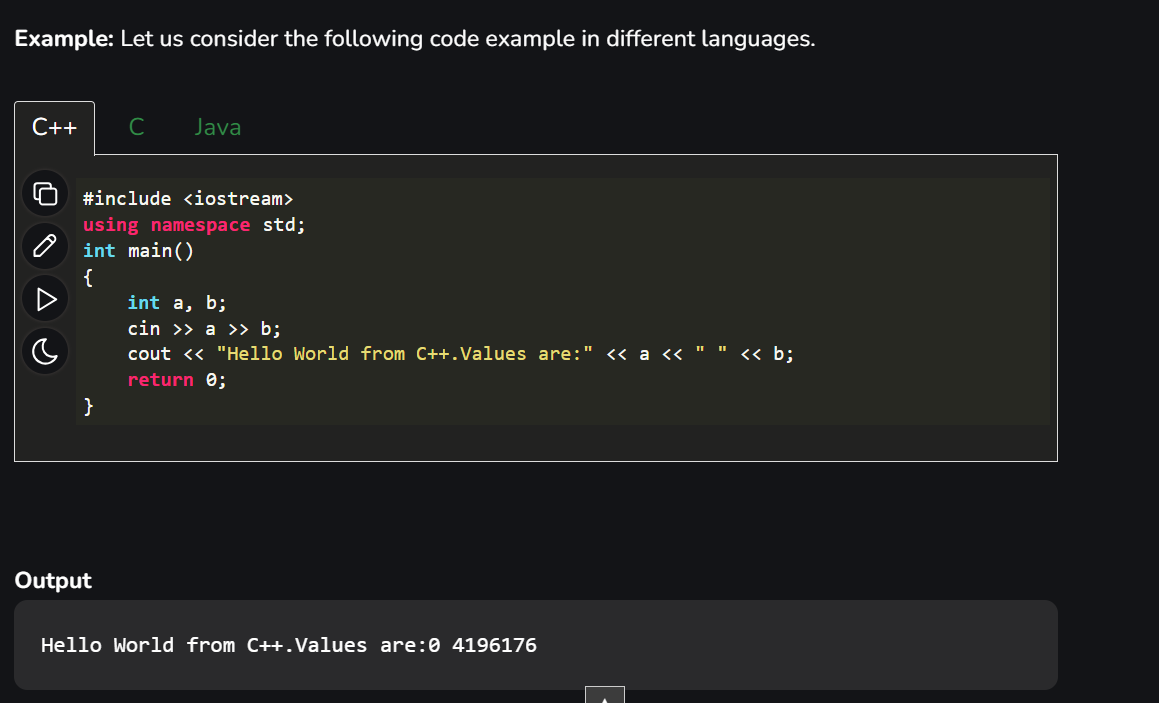 Example: Let us consider the following code example in different languages.
C++ C Java
#include <iostream>
using namespace std;
int main()
{
    int a, b;
    cin >> a >> b;
    cout << "Hello World from C++.Values are:" << a << " " << b;
    return 0;
}
Output
Hello World from C++.Values are:0 4196176